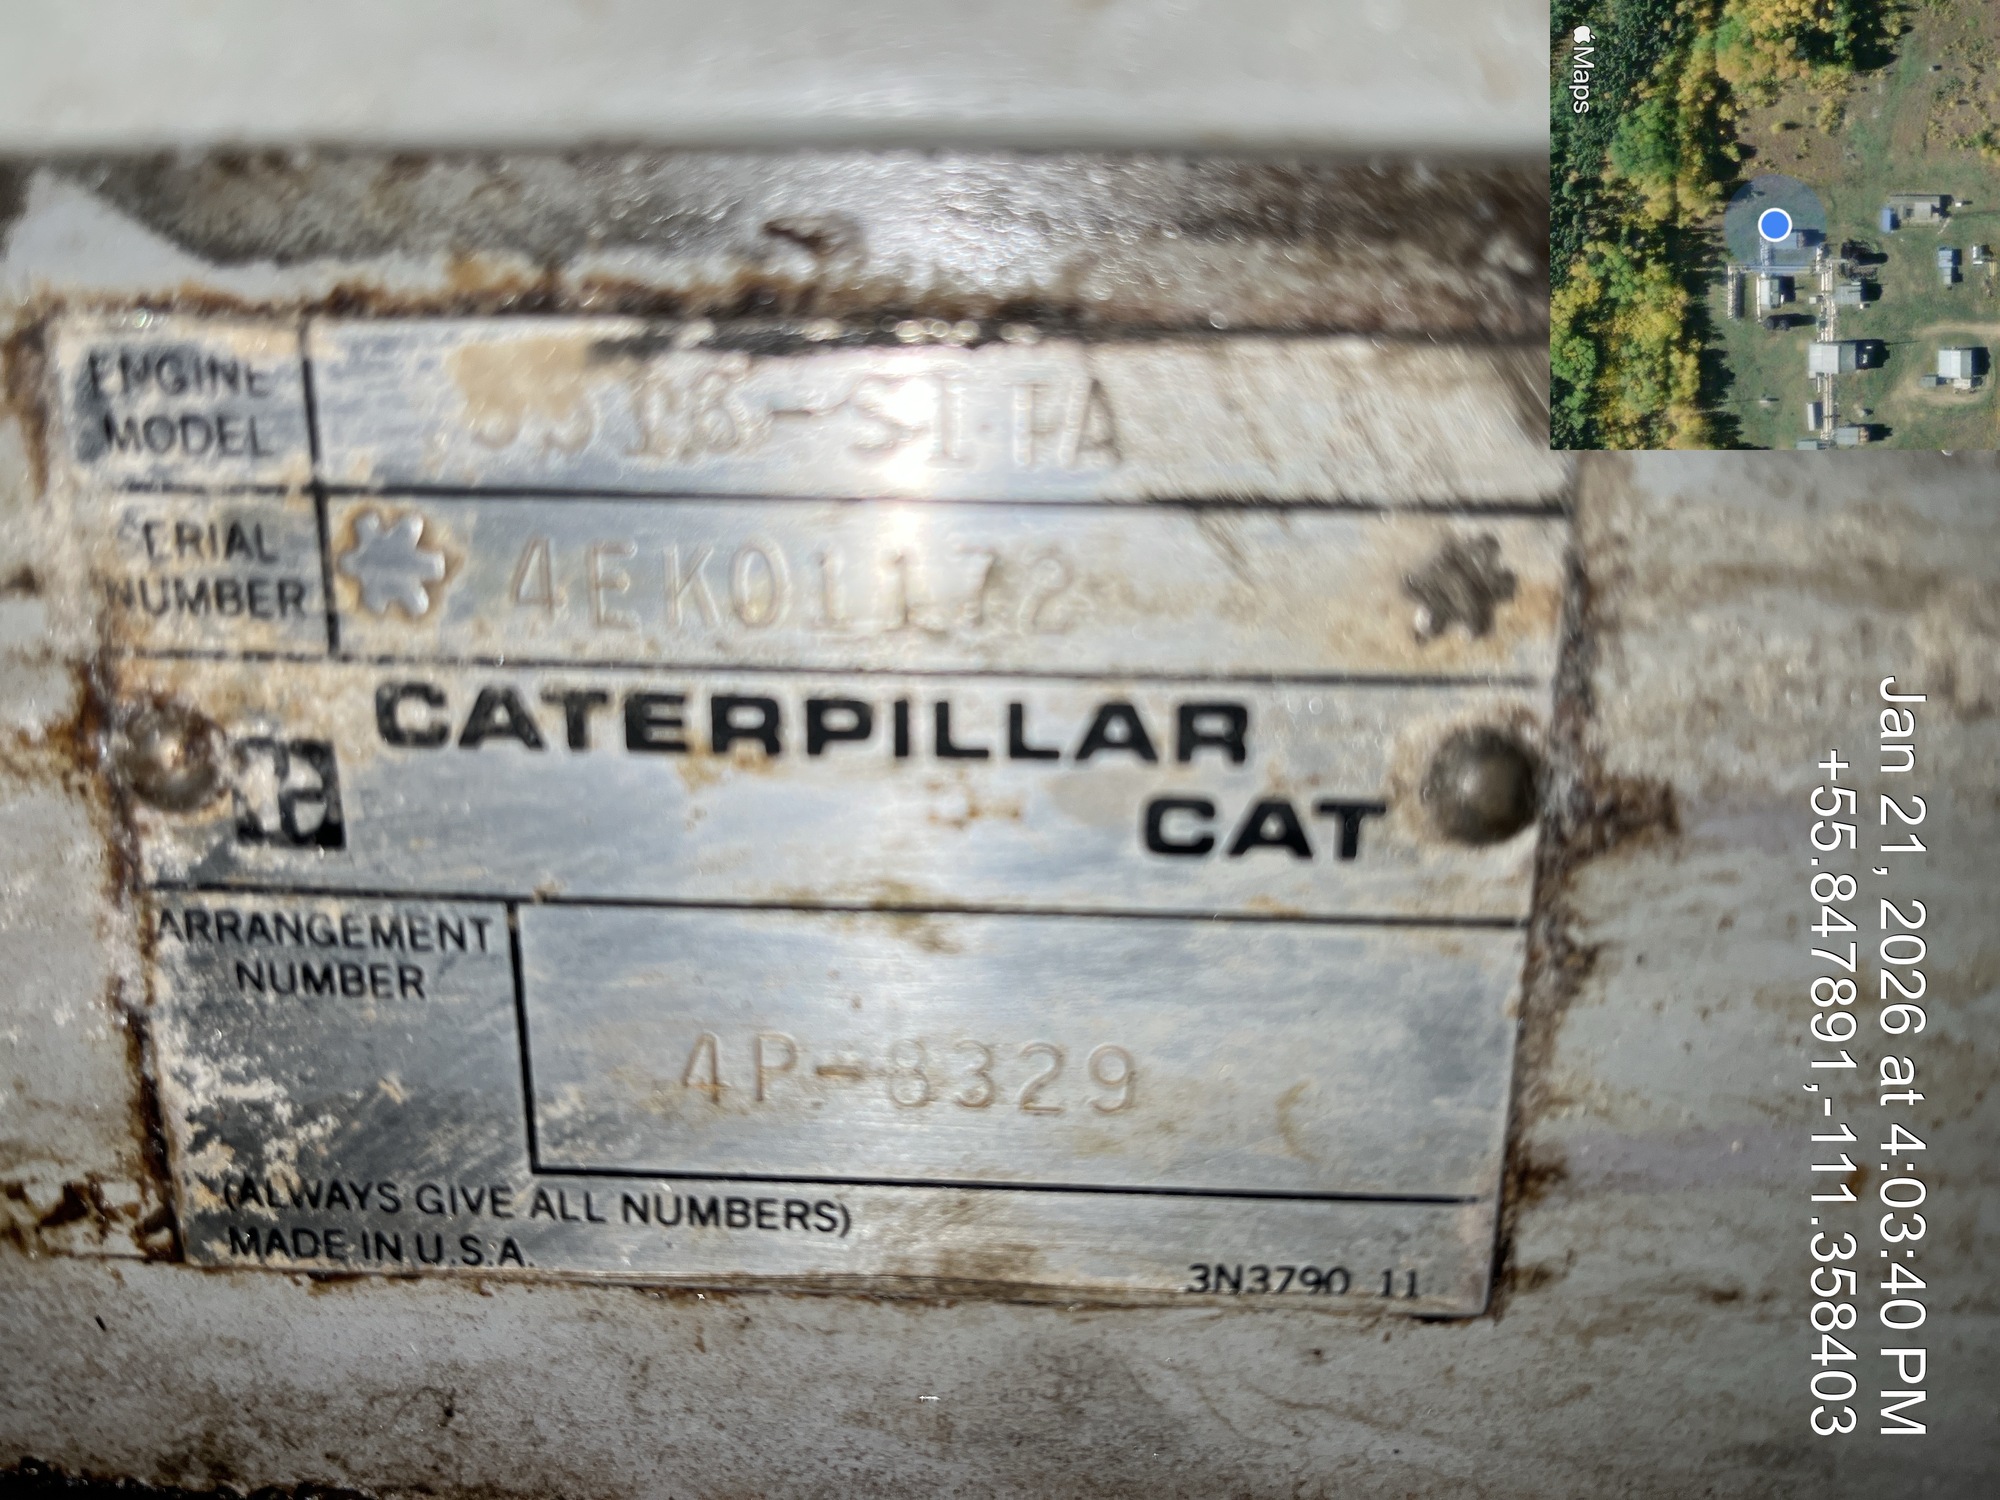 ENGINE
MODEL
3516-SITA
SERIAL
NUMBER
4EK01172
CATERPILLAR
CAT
ARRANGEMENT
NUMBER
4P-8329
(ALWAYS GIVE ALL NUMBERS)
MADE IN U.S.A.
3N3790 11
Maps
Jan 21, 2026 at 4:03:40 PM
+55.847891,-111.358403